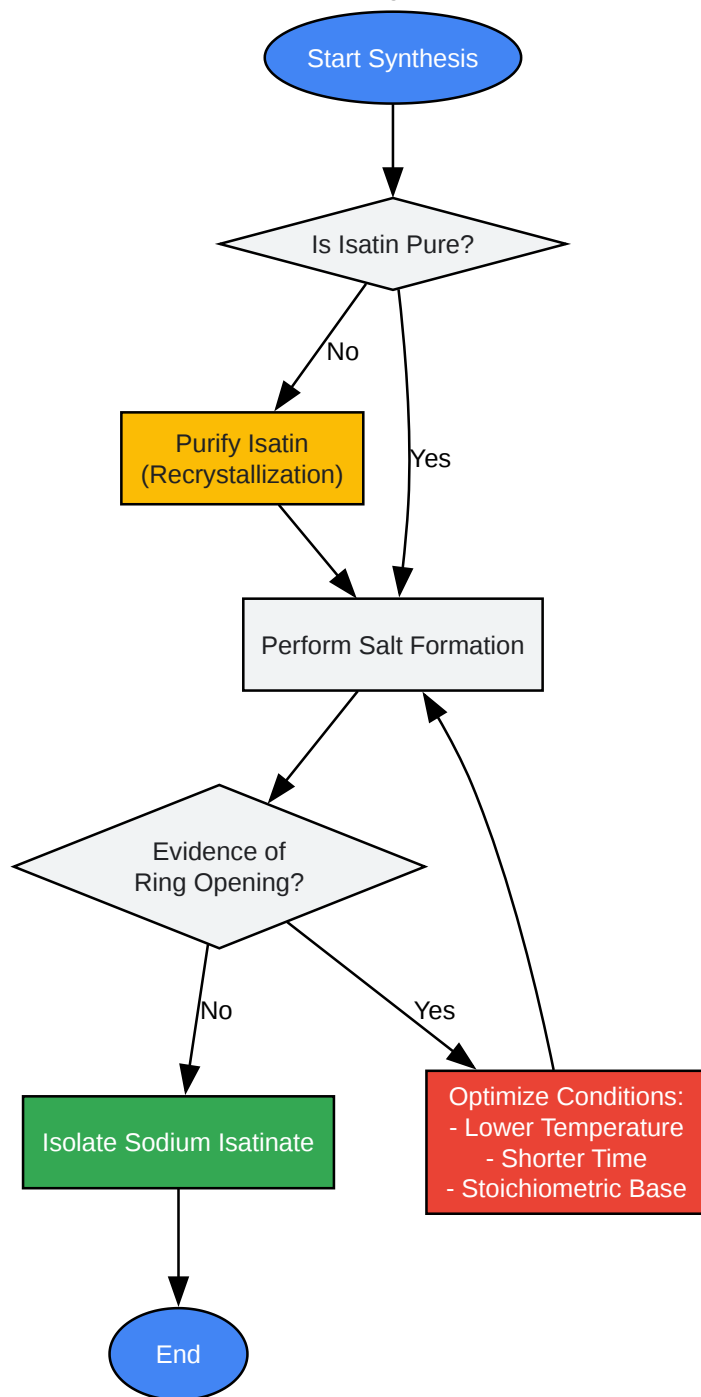 Start Synthesis
Is Isatin Pure?
No
Yes
Purify Isatin
(Recrystallization)
Perform Salt Formation
Evidence of
Ring Opening?
No
Yes
Optimize Conditions:
- Lower Temperature
- Shorter Time
- Stoichiometric Base
Isolate Sodium Isatinate
End